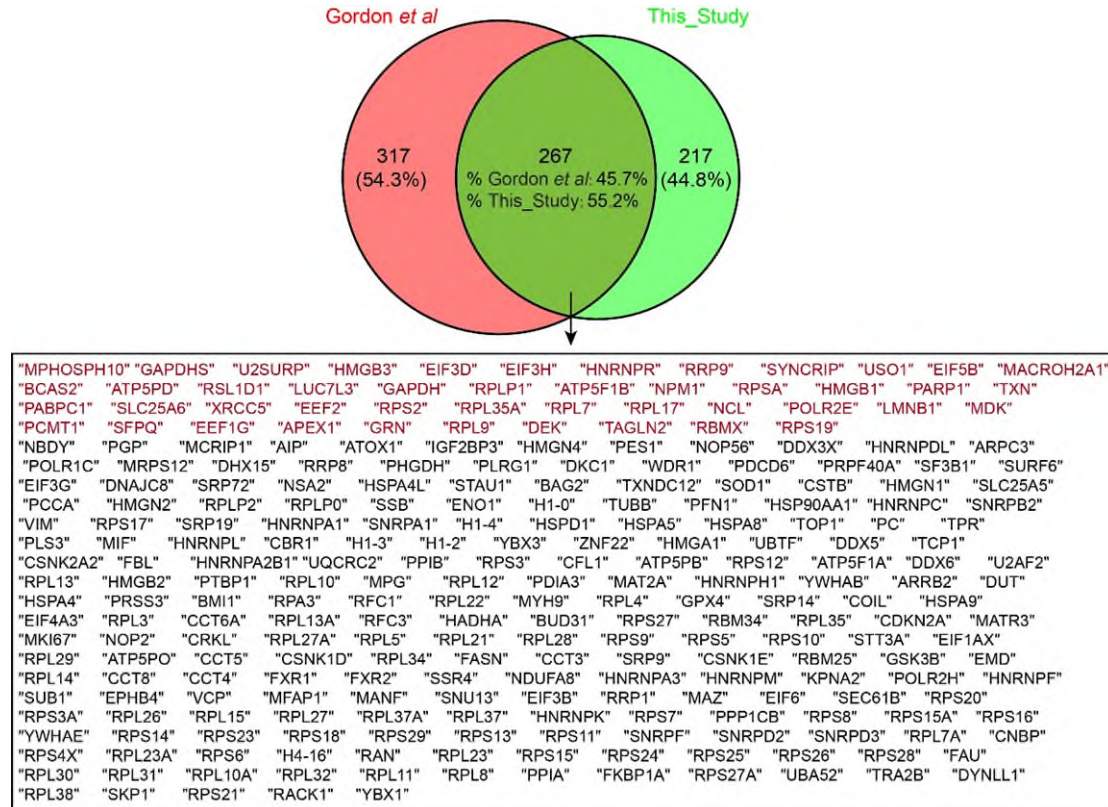 Gordon et al This_Study
317 267 217
(54.3%) % Gordon et al: 45.7% (44.8%)
% This_Study: 55.2%
"MPHOSPH10" "GAPDHS" "U2SURP" "HMGB3" "EIF3D" "EIF3H" "HNRNPR" "RRP9" "SYNCRIP" "USO1" "EIF5B" "MACROH2A1"
"BCAS2" "ATP5PD" "RSL1D1" "LUC7L3" "GAPDH" "RPLP1" "ATP5F1B" "NPM1" "RPSA" "HMGB1" "PARP1" "TXN"
"PABPC1" "SLC25A6" "XRCC5" "EEF2" "RPS2" "RPL35A" "RPL7" "RPL17" "NCL" "POLR2E" "LMNB1" "MDK"
"PCMT1" "SFPQ" "EEF1G" "APEX1" "GRN" "RPL9" "DEK" "TAGLN2" "RBMX" "RPS19"
"NBDY" "PGP" "MCRIP1" "AIP" "ATOX1" "IGF2BP3" "HMGN4" "PES1" "NOP56" "DDX3X" "HNRNPDL" "ARPC3"
"POLR1C" "MRPS12" "DHX15" "RRP8" "PHGDH" "PLRG1" "DKC1" "WDR1" "PDCD6" "PRPF40A" "SF3B1" "SURF6"
"EIF3G" "DNAJC8" "SRP72" "NSA2" "HSPA4L" "STAU1" "BAG2" "TXNDC12" "SOD1" "CSTB" "HMGN1" "SLC25A5"
"PCCA" "HMGN2" "RPLP2" "RPLP0" "SSB" "ENO1" "H1-0" "TUBB" "PFN1" "HSP90AA1" "HNRNPC" "SNRPB2"
"VIM" "RPS17" "SRP19" "HNRNPA1" "SNRPA1" "H1-4" "HSPD1" "HSPA5" "HSPA8" "TOP1" "PC" "TPR"
"PLS3" "MIF" "HNRNPL" "CBR1" "H1-3" "H1-2" "YBX3" "ZNF22" "HMGA1" "UBTF" "DDX5" "TCP1"
"CSNK2A2" "FBL" "HNRNPA2B1" "UQCRC2" "PPIB" "RPS3" "CFL1" "ATP5PB" "RPS12" "ATP5F1A" "DDX6" "U2AF2"
"RPL13" "HMGB2" "PTBP1" "RPL10" "MPG" "RPL12" "PDIA3" "MAT2A" "HNRNPH1" "YWHAB" "ARRB2" "DUT"
"HSPA4" "PRSS3" "BMI1" "RPA3" "RFC1" "RPL22" "MYH9" "RPL4" "GPX4" "SRP14" "COIL" "HSPA9"
"EIF4A3" "RPL3" "CCT6A" "RPL13A" "RFC3" "HADHA" "BUD31" "RPS27" "RBM34" "RPL35" "CDKN2A" "MATR3"
"MKI67" "NOP2" "CRKL" "RPL27A" "RPL5" "RPL21" "RPL28" "RPS9" "RPS5" "RPS10" "STT3A" "EIF1AX"
"RPL29" "ATP5PO" "CCT5" "CSNK1D" "RPL34" "FASN" "CCT3" "SRP9" "CSNK1E" "RBM25" "GSK3B" "EMD"
"RPL14" "CCT8" "CCT4" "FXR1" "FXR2" "SSR4" "NDUFA8" "HNRNPA3" "HNRNPM" "KPNA2" "POLR2H" "HNRNPF"
"SUB1" "EPHB4" "VCP" "MFAP1" "MANF" "SNU13" "EIF3B" "RRP1" "MAZ" "EIF6" "SEC61B" "RPS20"
"RPS3A" "RPL26" "RPL15" "RPL27" "RPL37A" "RPL37" "HNRNPK" "RPS7" "PPP1CB" "RPS8" "RPS15A" "RPS16"
"YWHAE" "RPS14" "RPS23" "RPS18" "RPS29" "RPS13" "RPS11" "SNRPF" "SNRPD2" "SNRPD3" "RPL7A" "CNBP"
"RPS4X" "RPL23A" "RPS6" "H4-16" "RAN" "RPL23" "RPS15" "RPS24" "RPS25" "RPS26" "RPS28" "FAU"
"RPL30" "RPL31" "RPL10A" "RPL32" "RPL11" "RPL8" "PPIA" "FKBP1A" "RPS27A" "UBA52" "TRA2B" "DYNLL1"
"RPL38" "SKP1" "RPS21" "RACK1" "YBX1"